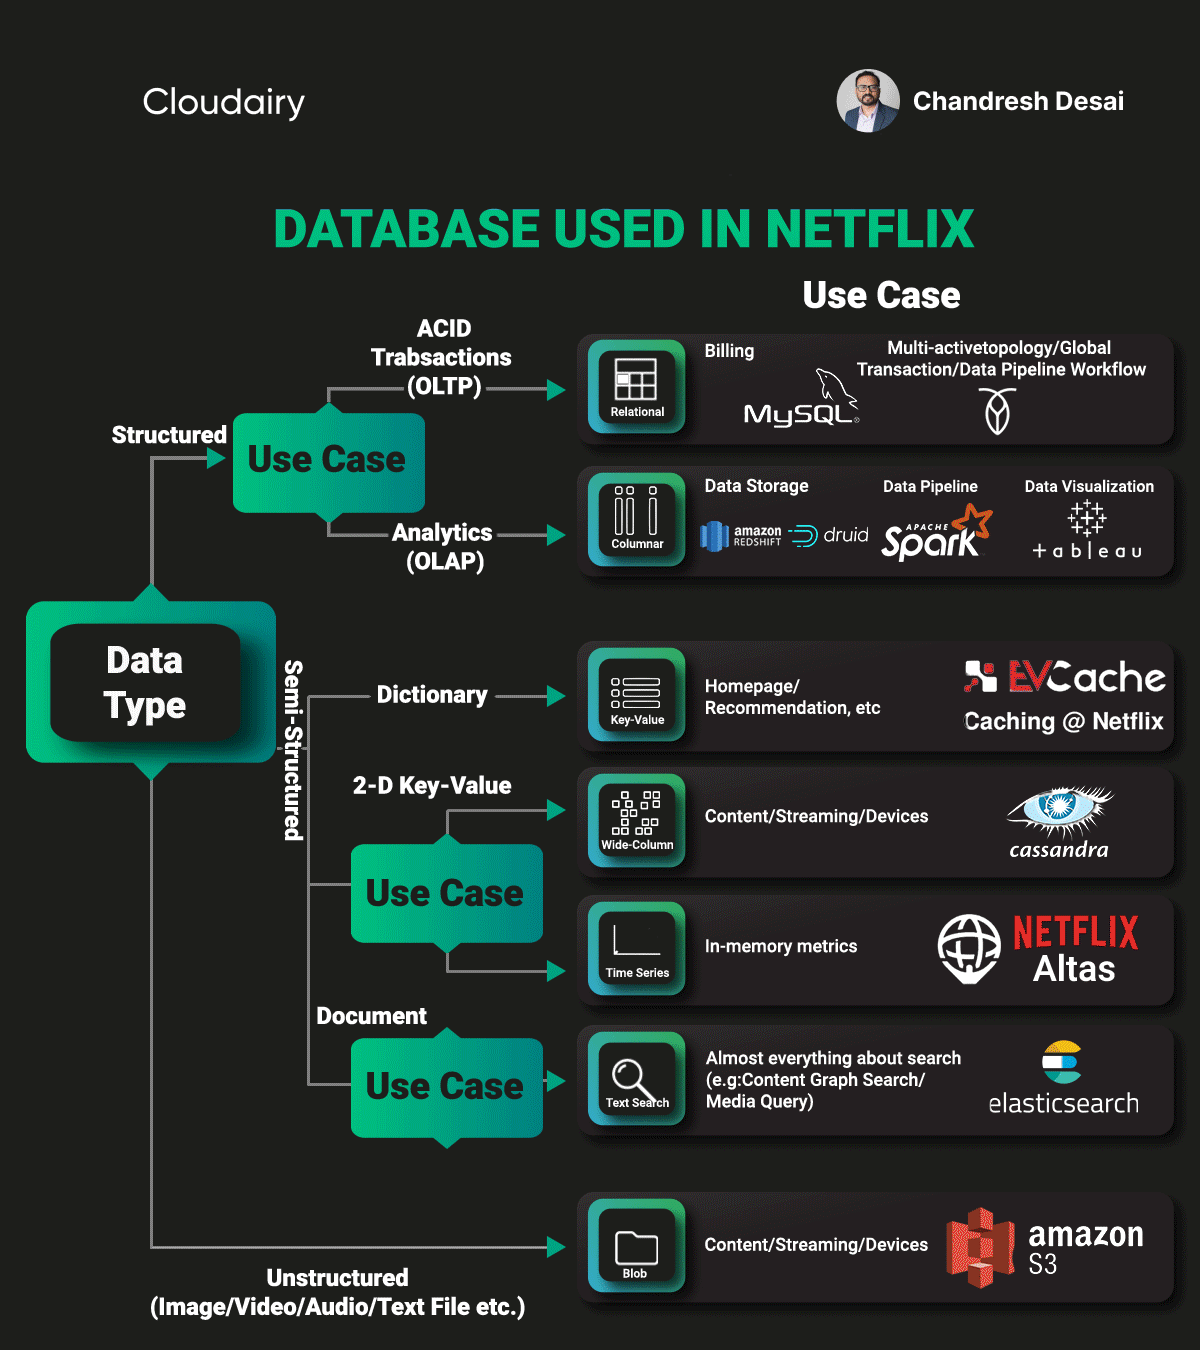 Cloudairy
Chandresh Desai
DATABASE USED IN NETFLIX
Use Case
ACID
Trabsactions
(OLTP)
Structured
Use Case
Analytics
(OLAP)
Relational
Billing
MySQL®
Multi-activetopology/Global
Transaction/Data Pipeline Workflow
Columnar
Data Storage
amazon
REDSHIFT
druid
Data Pipeline
APACHE
Spark
Data Visualization
+ableau
Data
Type
Semi-Structured
Dictionary
Key-Value
Homepage/
Recommendation, etc
EVCache
Caching @ Netflix
2-D Key-Value
Use Case
Wide-Column
Content/Streaming/Devices
cassandra
Time Series
In-memory metrics
NETFLIX
Altas
Document
Use Case
Text Search
Almost everything about search
(e.g:Content Graph Search/
Media Query)
elasticsearch
Blob
Content/Streaming/Devices
amazon
S3
Unstructured
(Image/Video/Audio/Text File etc.)